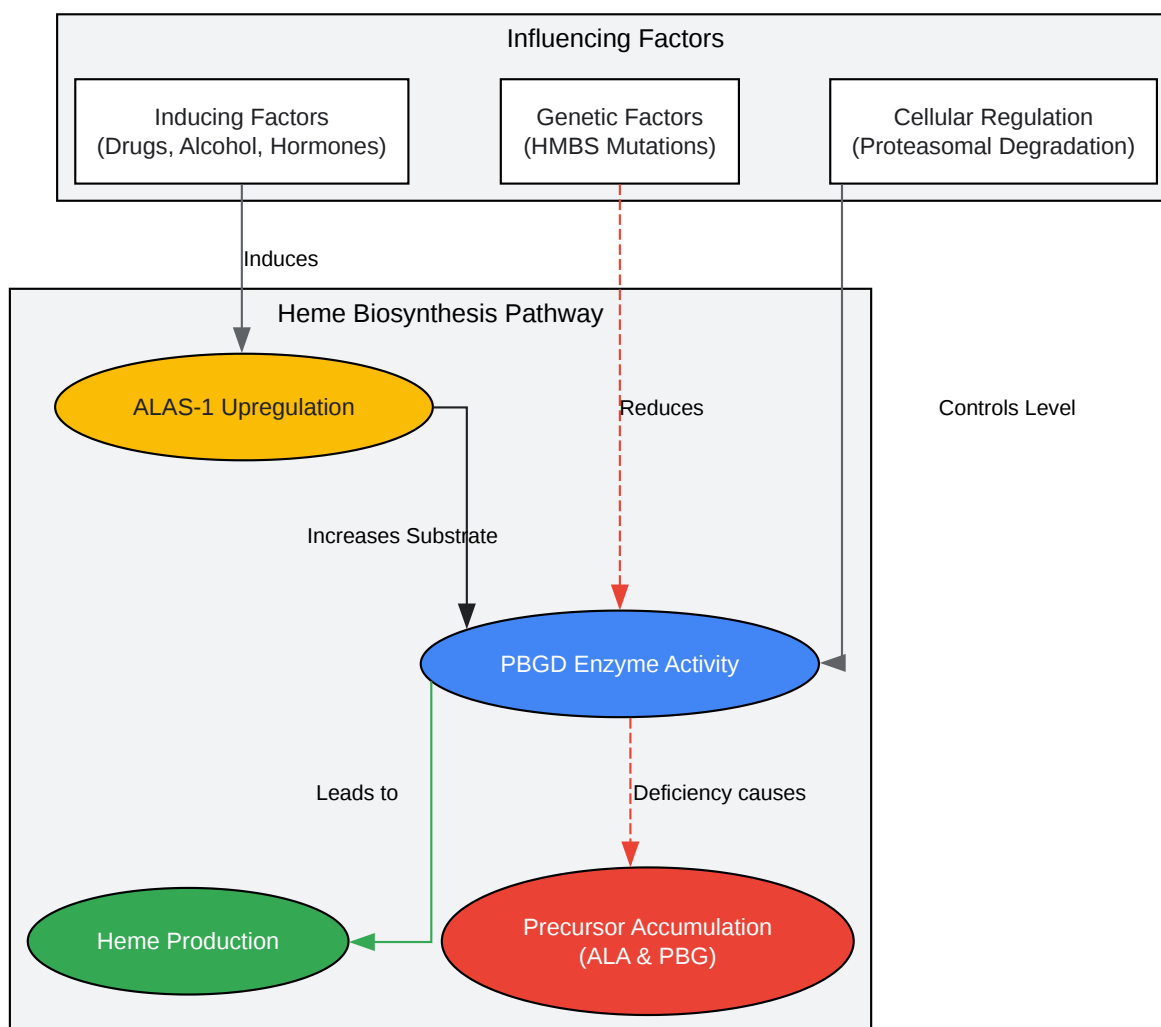 Influencing Factors
Inducing Factors
(Drugs, Alcohol, Hormones)
Genetic Factors
(HMBS Mutations)
Cellular Regulation
(Proteasomal Degradation)
Induces
Heme Biosynthesis Pathway
ALAS-1 Upregulation
Reduces
Controls Level
Increases Substrate
PBGD Enzyme Activity
Leads to
Deficiency causes
Heme Production
Precursor Accumulation
(ALA & PBG)